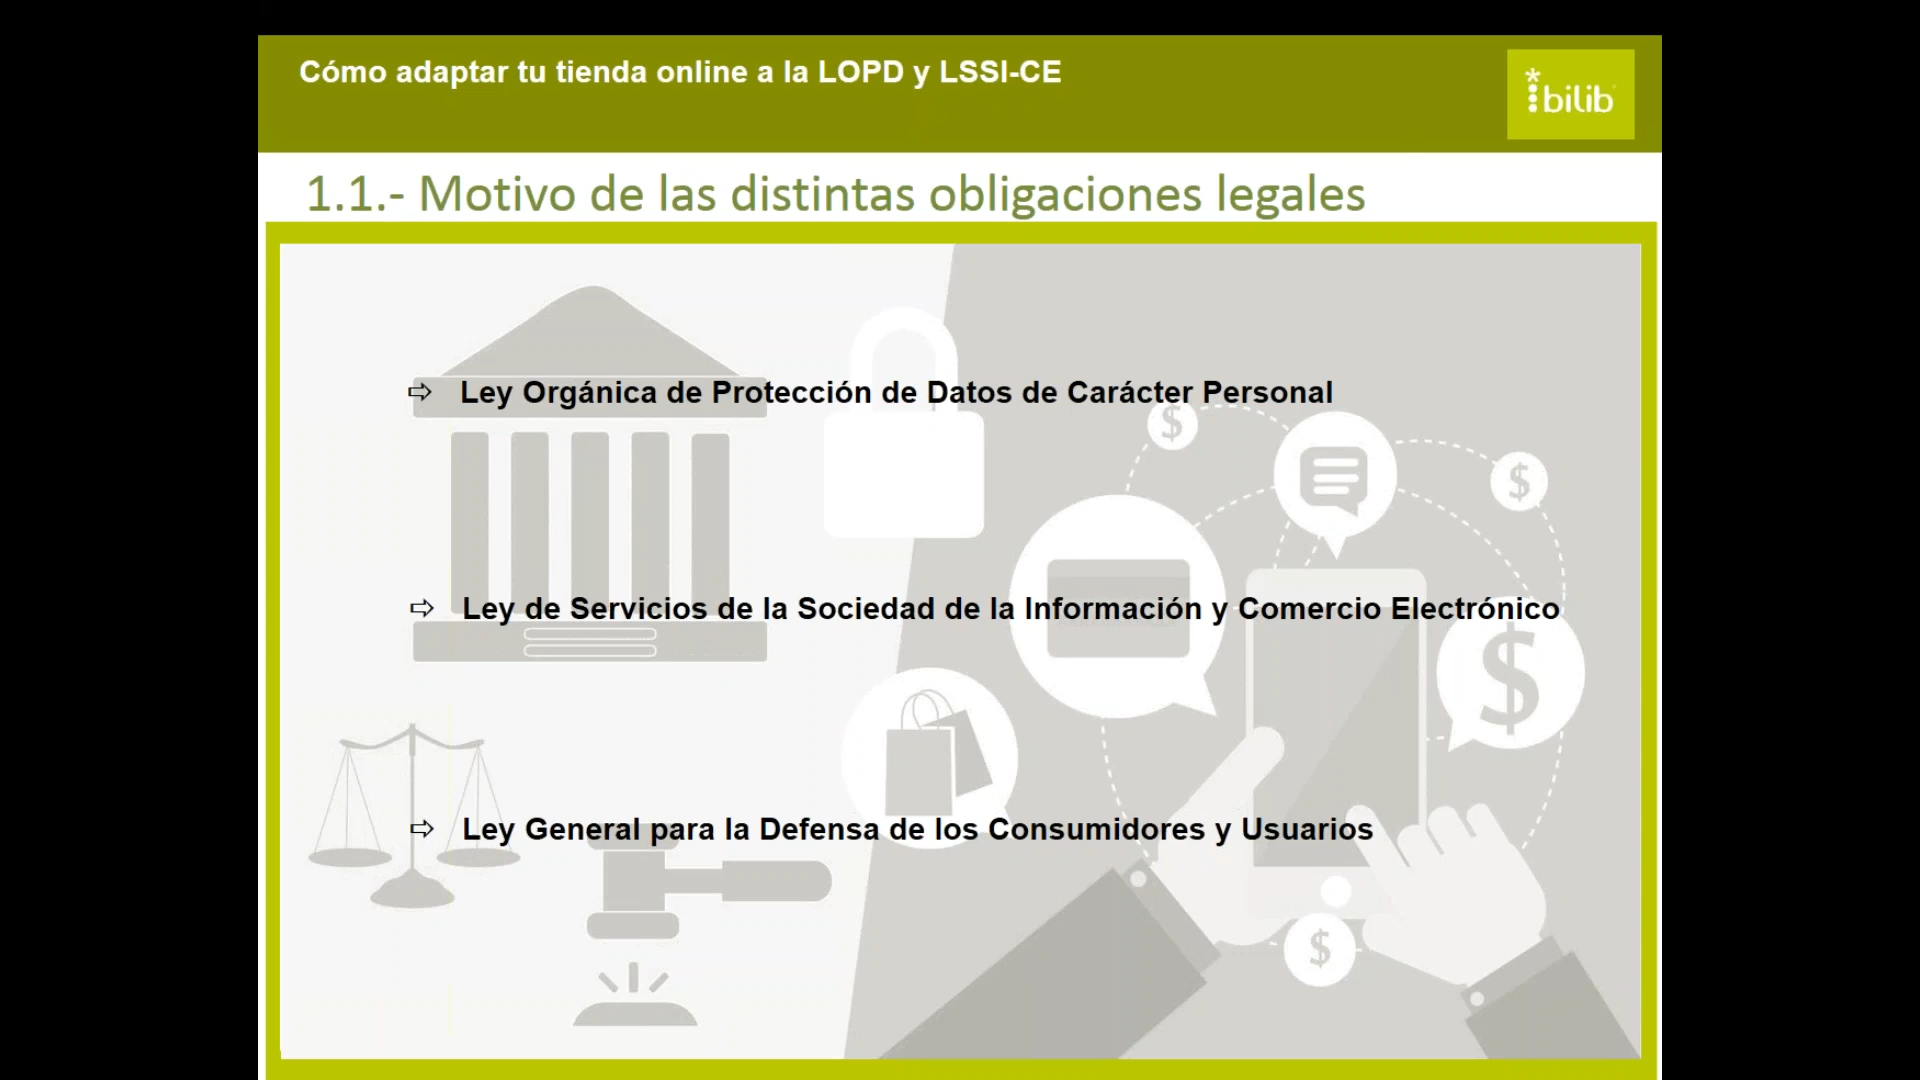 Cómo adaptar tu tienda online a la LOPD y LSSI-CE
*bilib
1.1.- Motivo de las distintas obligaciones legales
⇨ Ley Orgánica de Protección de Datos de Carácter Personal
$
$
⇨ Ley de Servicios de la Sociedad de la Información y Comercio Electrónico
$
⇨ Ley General para la Defensa de los Consumidores y Usuarios
$